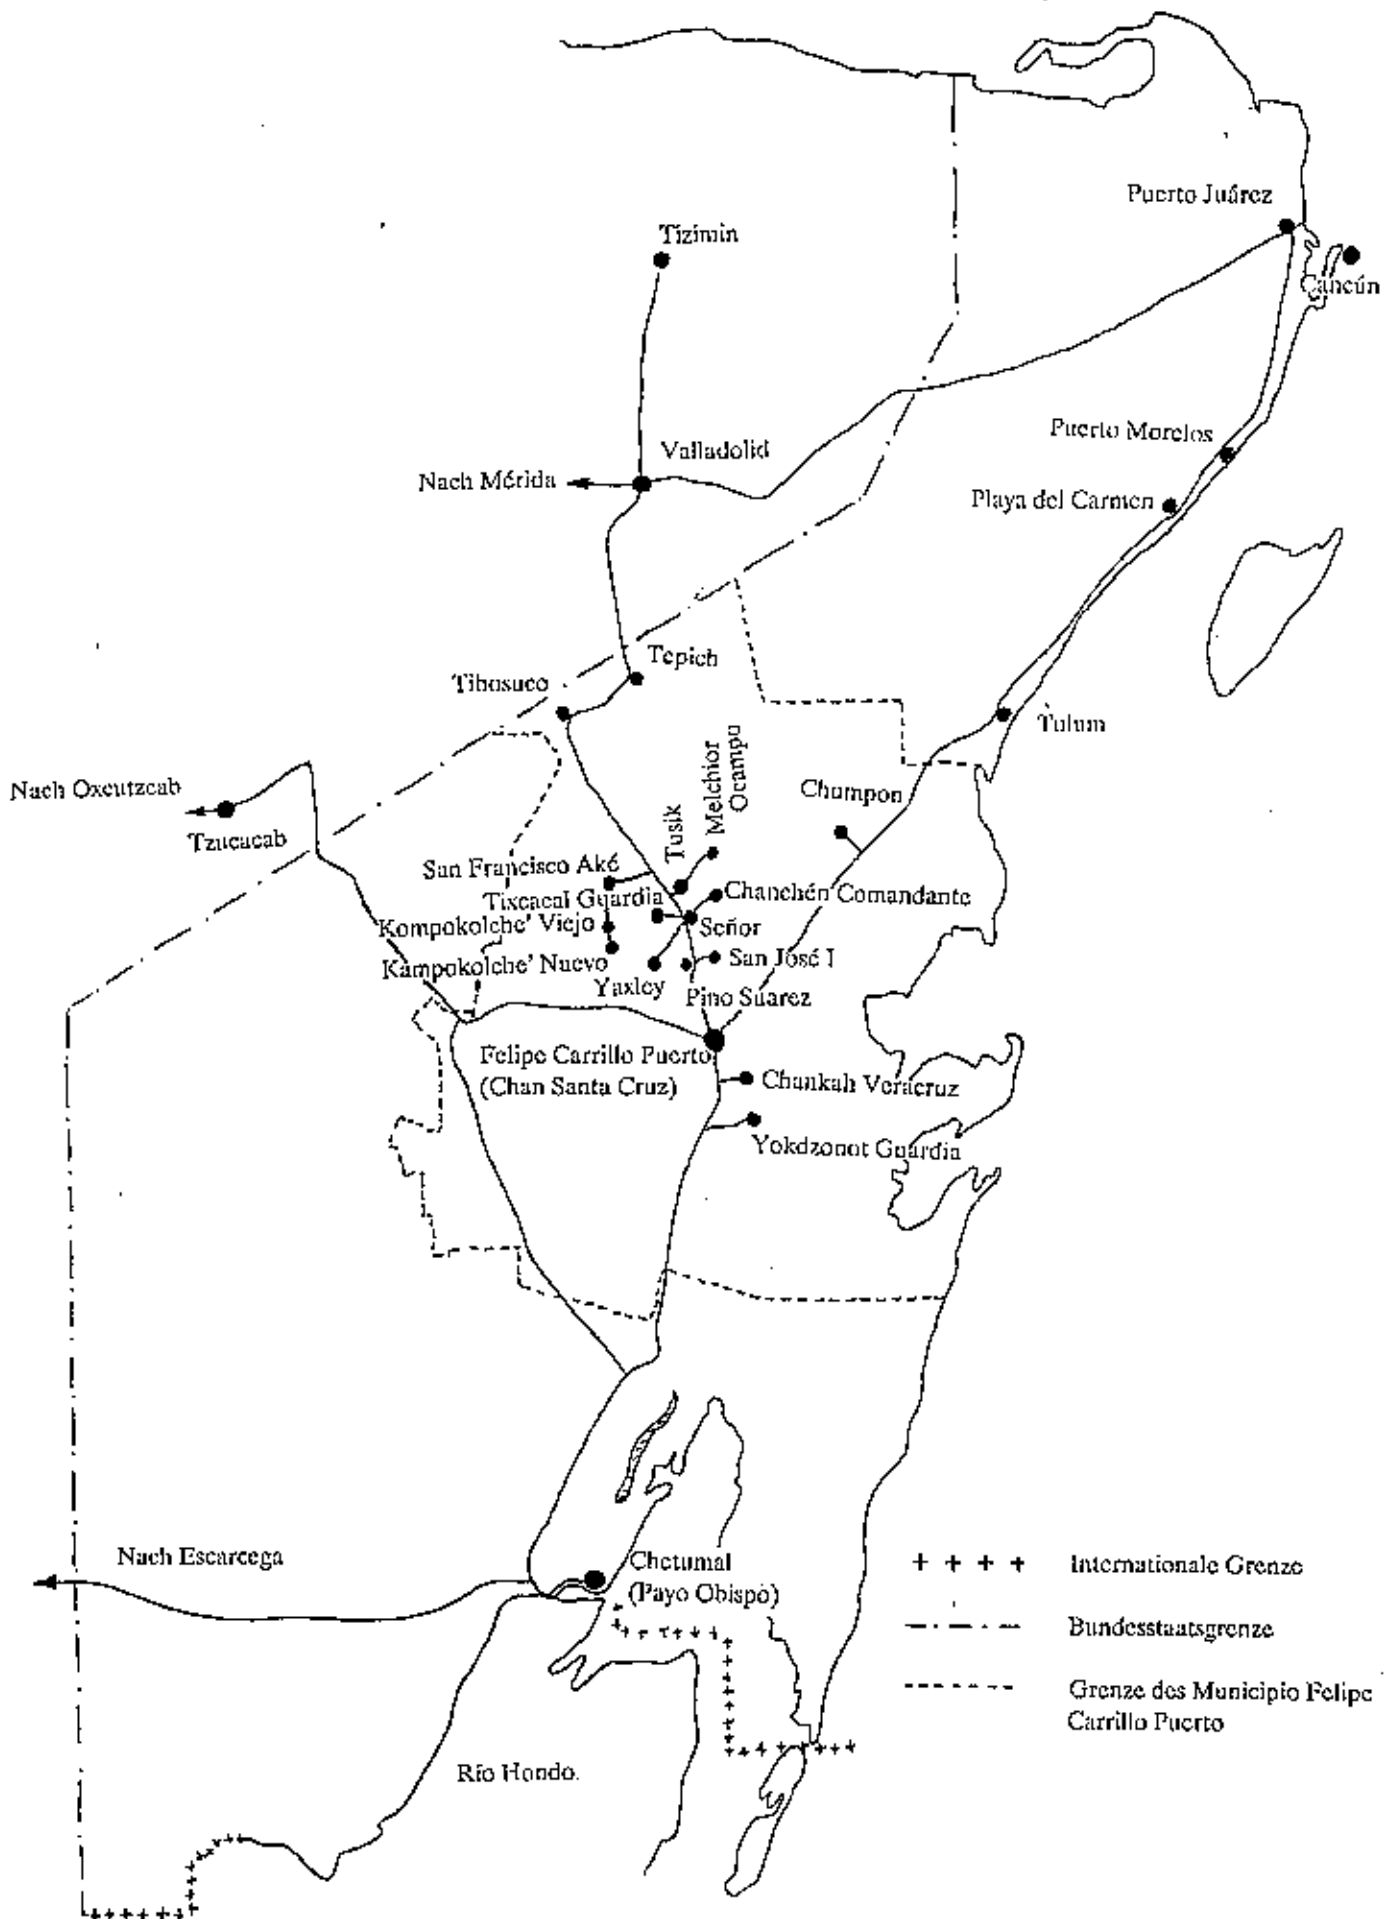 Puerto Juárez
Tizimin
Cancún
Puerto Morelos
Valladolid
Nach Mérida
Playa del Carmen
Tepich
Tihosuco
Tulum
Melchior
Ocampu
Nach Oxcutzcab
Chumpon
Tusik
Tzucacab
San Francisco Aké
Tixcacal Guardia
Chanchén Comandante
Kompokolche' Viejo
Señor
Kampokolche' Nuevo
San José I
Yaxley
Pino Suarez
Felipe Carrillo Puerto
(Chan Santa Cruz)
Chankah Veracruz
Yokdzonot Guardia
Nach Escarcega
Chetumal
(Payo Obispo)
Internationale Grenze
Bundesstaatsgrenze
Grenze des Municipio Felipe
Carrillo Puerto
Río Hondo.